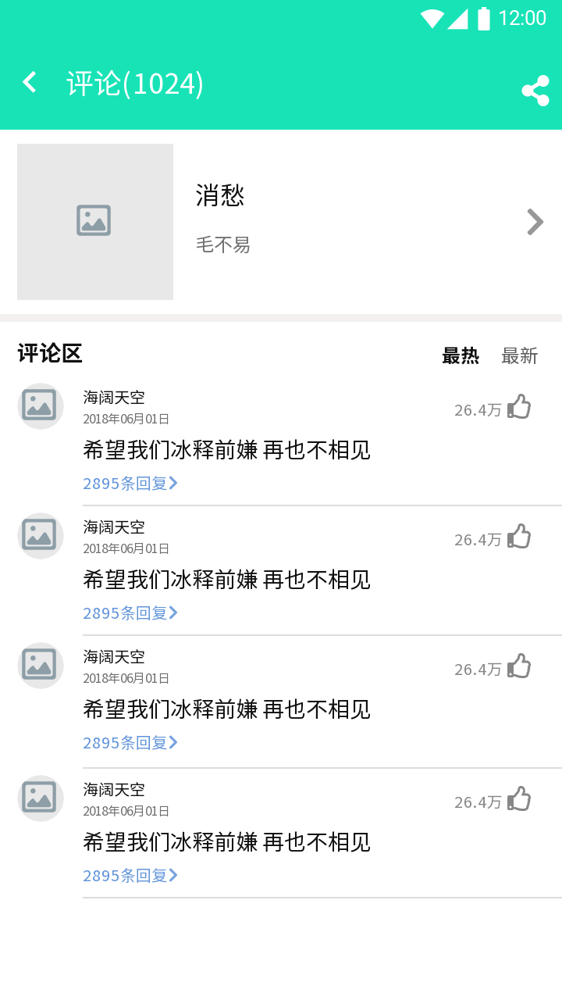 12:00
评论(1024)
消愁
毛不易
评论区 最热 最新
海阔天空
2018年06月01日
26.4万
希望我们冰释前嫌 再也不相见
2895条回复
海阔天空
2018年06月01日
26.4万
希望我们冰释前嫌 再也不相见
2895条回复
海阔天空
2018年06月01日
26.4万
希望我们冰释前嫌 再也不相见
2895条回复
海阔天空
2018年06月01日
26.4万
希望我们冰释前嫌 再也不相见
2895条回复